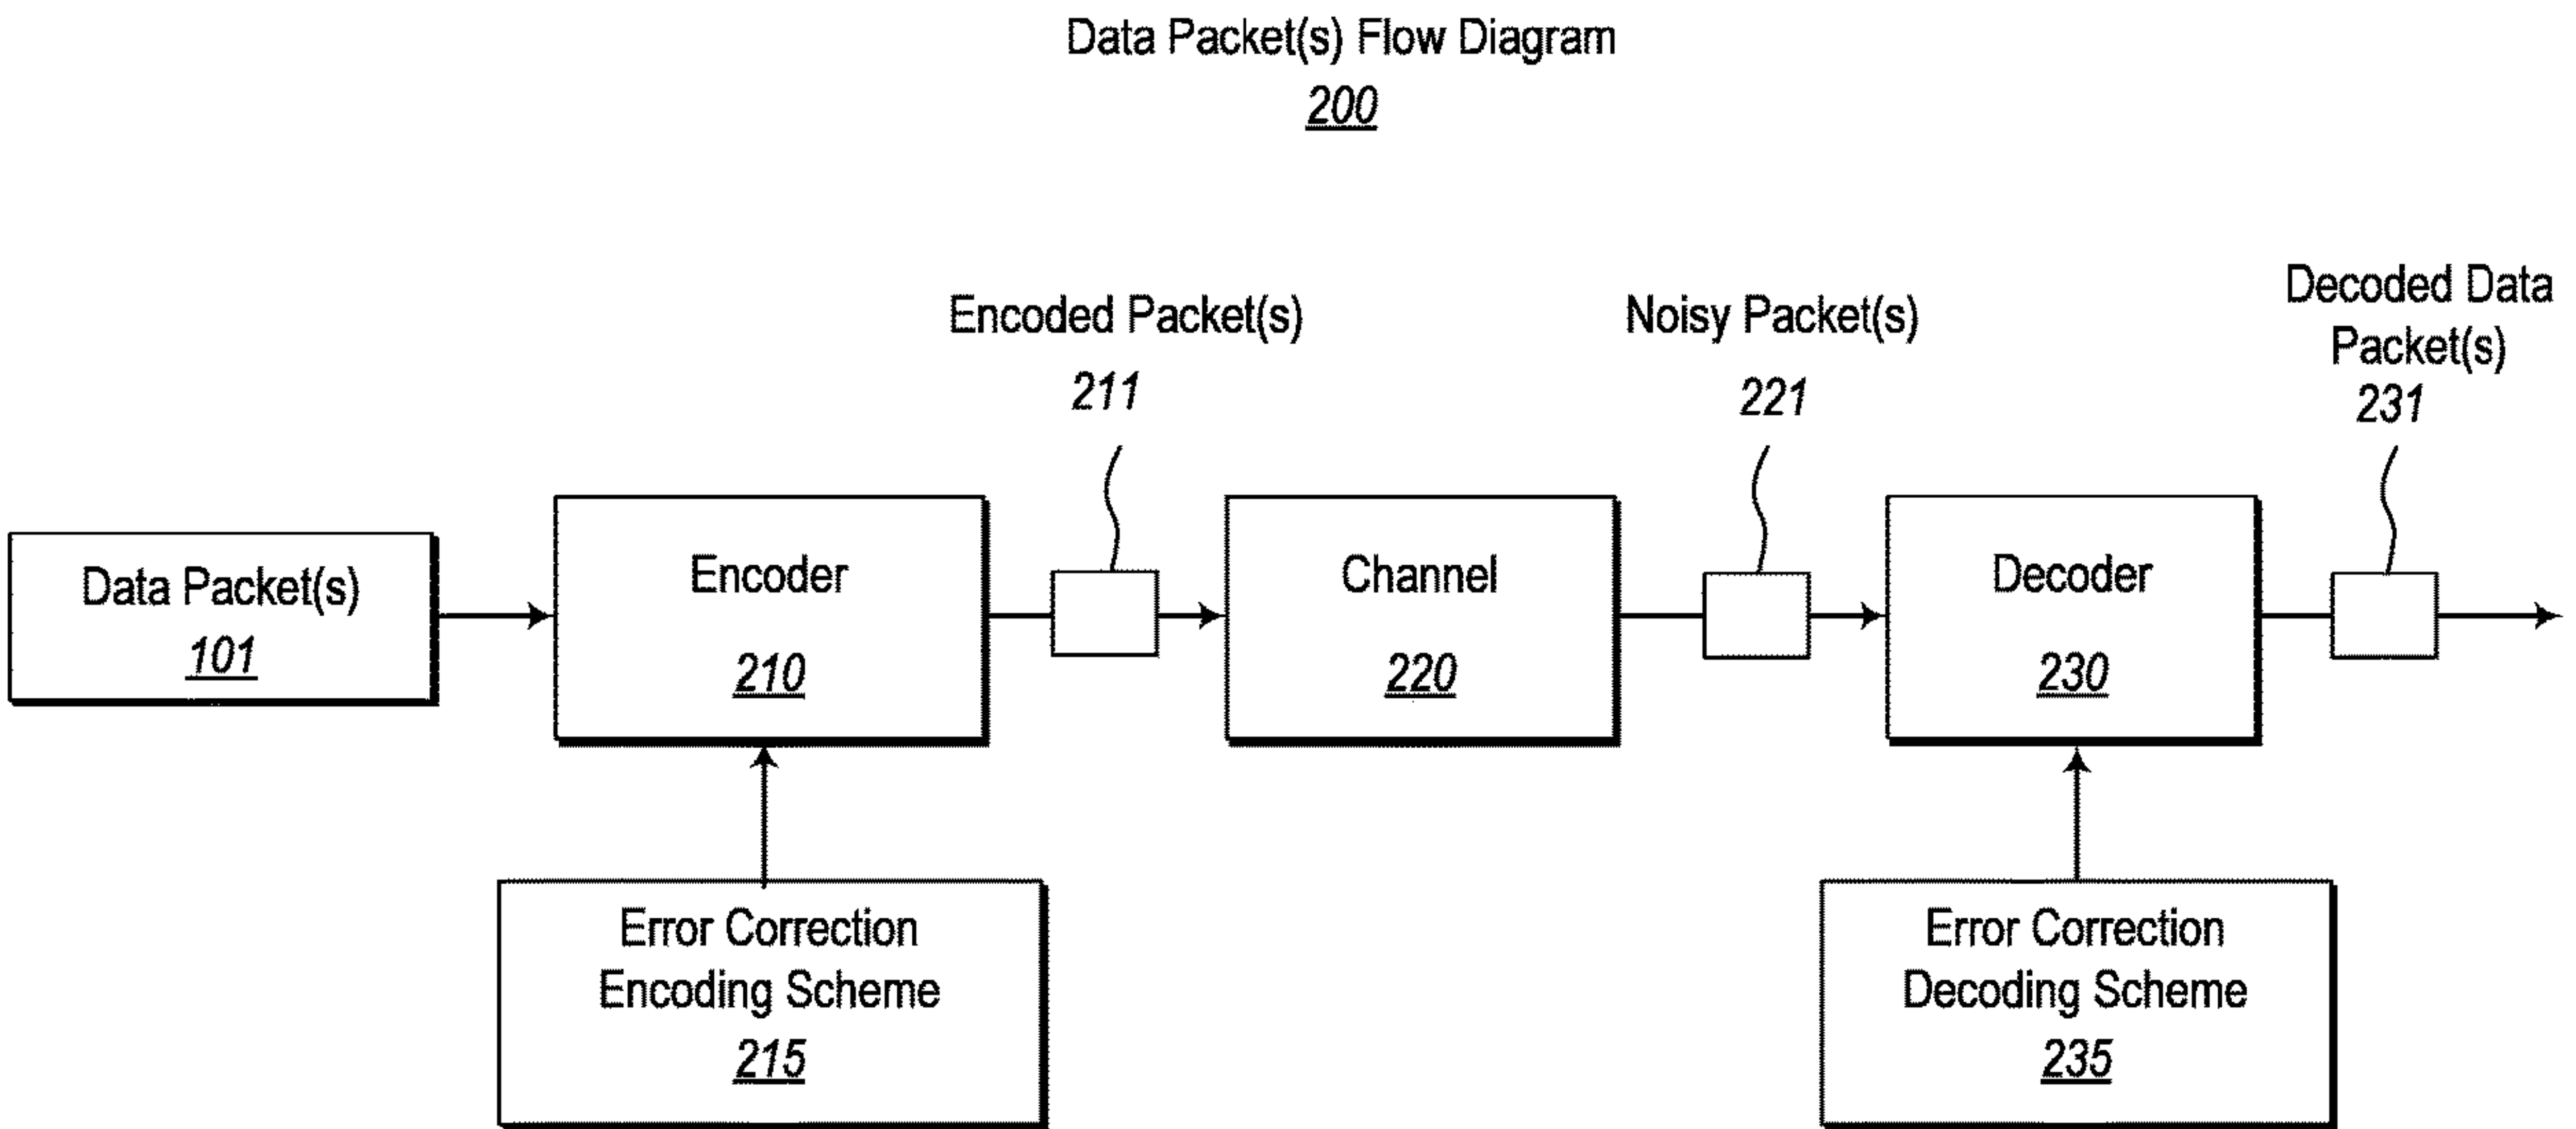 Data Packet(s) Flow Diagram
200
Encoded Packet(s)
211
Noisy Packet(s)
221
Decoded Data
Packet(s)
231
Data Packet(s)
101
Encoder
210
Channel
220
Decoder
230
Error Correction
Encoding Scheme
215
Error Correction
Decoding Scheme
235